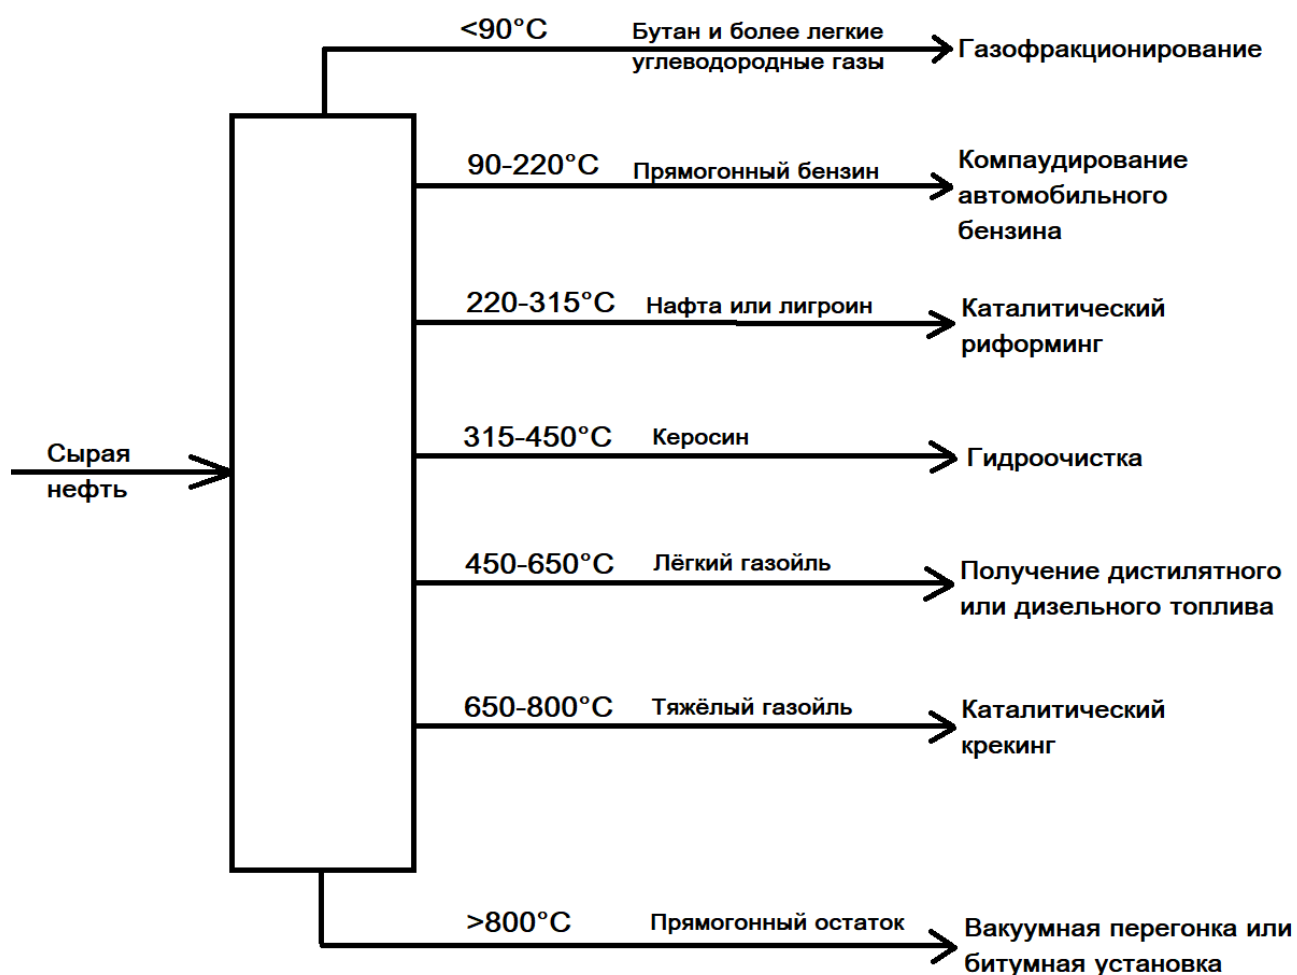 <90°C
Бутан и более легкие
углеводородные газы
Газофракционирование
90-220°C
Прямогонный бензин
Компаудирование
автомобильного
бензина
220-315°C
Нафта или лигроин
Каталитический
риформинг
Сырая
нефть
315-450°C
Керосин
Гидроочистка
450-650°C
Лёгкий газойль
Получение дистилятного
или дизельного топлива
650-800°C
Тяжёлый газойль
Каталитический
крекинг
>800°C
Прямогонный остаток
Вакуумная перегонка или
битумная установка